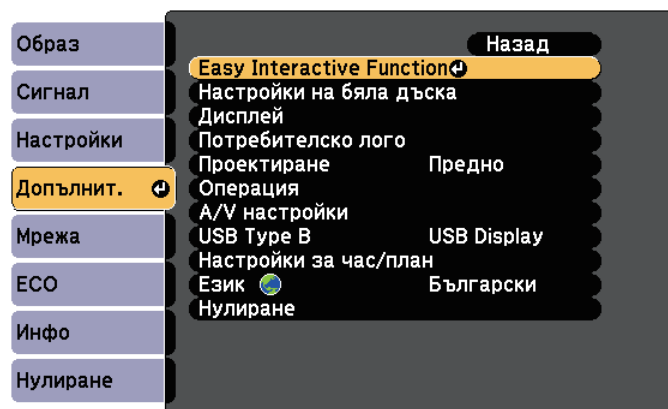 Образ
Сигнал
Настройки
Допълнит.
Мрежа
ECO
Инфо
Нулиране
Назад
Easy Interactive Function
Настройки на бяла дъска
Дисплей
Потребителско лого
Проектиране Предно
Операция
A/V настройки
USB Type B USB Display
Настройки за час/план
Език Български
Нулиране